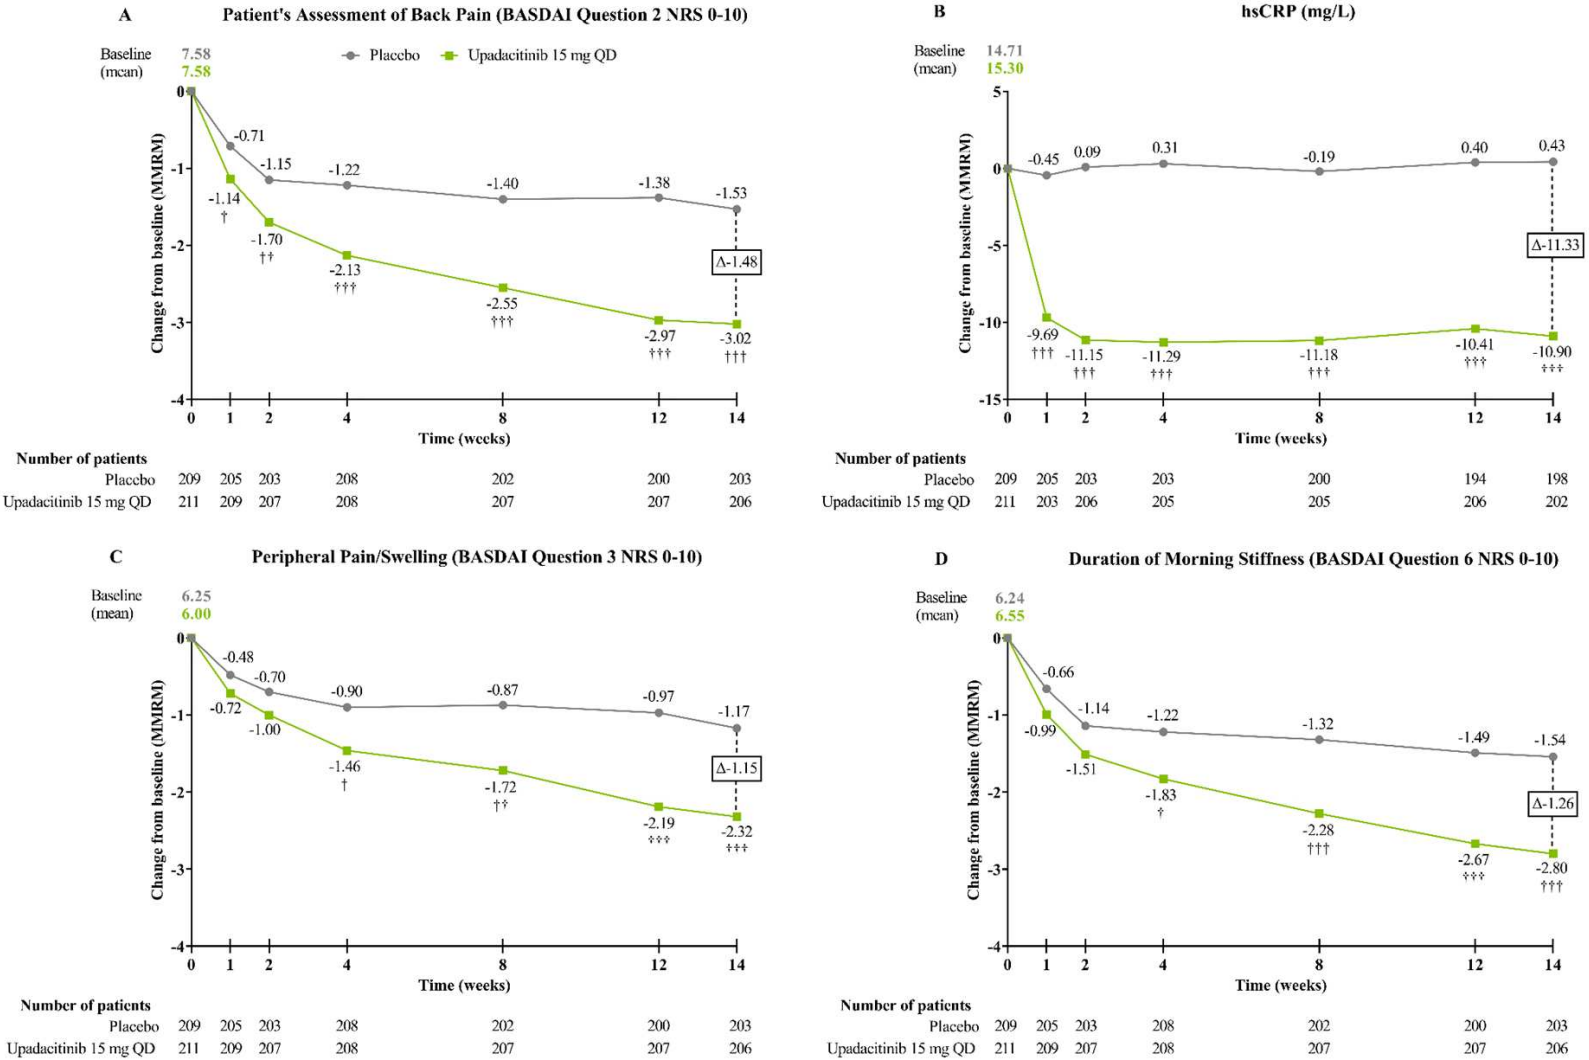 A Patient's Assessment of Back Pain (BASDAI Question 2 NRS 0-10)
Baseline 7.58
(mean) 7.58
Placebo Upadacitinib 15 mg QD
Change from baseline (MMRM)
0
-1
-2
-3
-4
-0.71
-1.15
-1.22
-1.40
-1.38
-1.53
-1.14
†
-1.70
††
-2.13
†††
-2.55
†††
-2.97
†††
-3.02
†††
Δ-1.48
0 1 2 4 8 12 14
Time (weeks)
Number of patients
Placebo 209 205 203 208 202 200 203
Upadacitinib 15 mg QD 211 209 207 208 207 207 206
B hsCRP (mg/L)
Baseline 14.71
(mean) 15.30
Change from baseline (MMRM)
5
0
-5
-10
-15
-0.45
0.09
0.31
-0.19
0.40
0.43
-9.69
†††
-11.15
†††
-11.29
†††
-11.18
†††
-10.41
†††
-10.90
†††
Δ-11.33
0 1 2 4 8 12 14
Time (weeks)
Number of patients
Placebo 209 205 203 203 200 194 198
Upadacitinib 15 mg QD 211 203 206 205 205 206 202
C Peripheral Pain/Swelling (BASDAI Question 3 NRS 0-10)
Baseline 6.25
(mean) 6.00
Change from baseline (MMRM)
0
-1
-2
-3
-4
-0.48
-0.70
-0.90
-0.87
-0.97
-1.17
-0.72
-1.00
-1.46
†
-1.72
††
-2.19
†††
-2.32
†††
Δ-1.15
0 1 2 4 8 12 14
Time (weeks)
Number of patients
Placebo 209 205 203 208 202 200 203
Upadacitinib 15 mg QD 211 209 207 208 207 207 206
D Duration of Morning Stiffness (BASDAI Question 6 NRS 0-10)
Baseline 6.24
(mean) 6.55
Change from baseline (MMRM)
0
-1
-2
-3
-4
-0.66
-1.14
-1.22
-1.32
-1.49
-1.54
-0.99
-1.51
-1.83
†
-2.28
†††
-2.67
†††
-2.80
†††
Δ-1.26
0 1 2 4 8 12 14
Time (weeks)
Number of patients
Placebo 209 205 203 208 202 200 203
Upadacitinib 15 mg QD 211 209 207 208 207 207 206